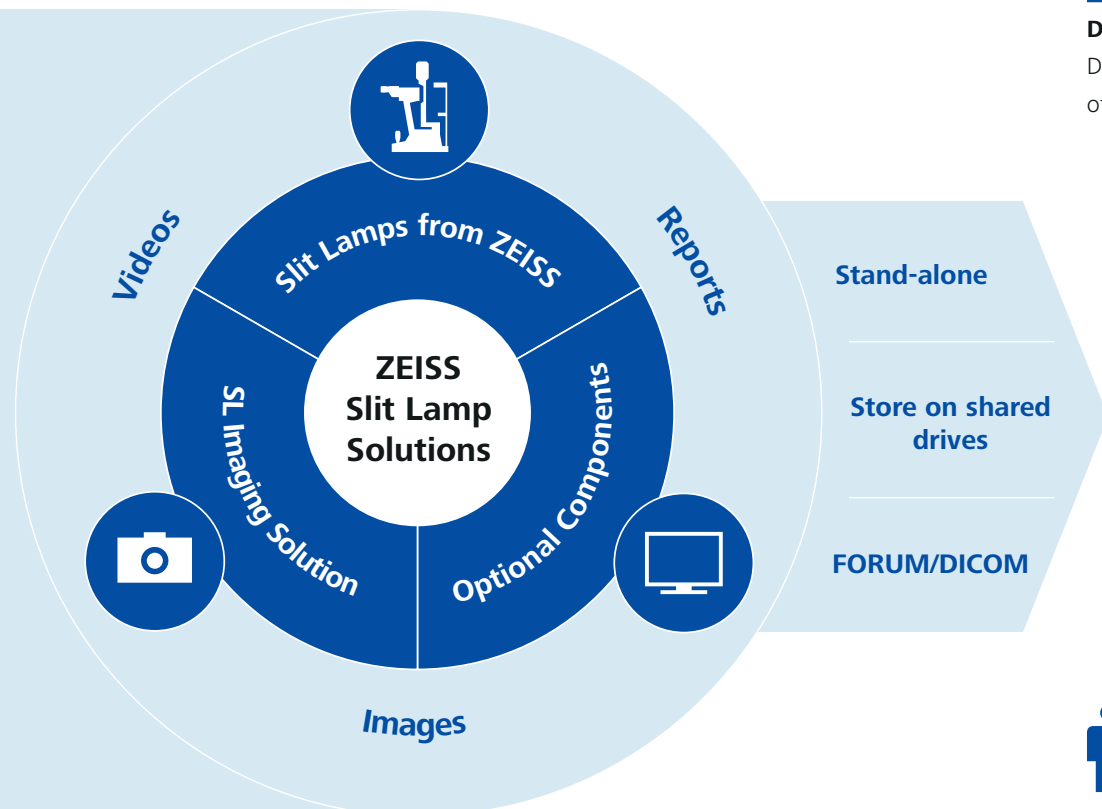 Slit Lamps from ZEISS
Videos
Reports
ZEISS
Slit Lamp
Solutions
SL Imaging Solution
Optional Components
Images
Stand-alone
Store on shared
drives
FORUM/DICOM